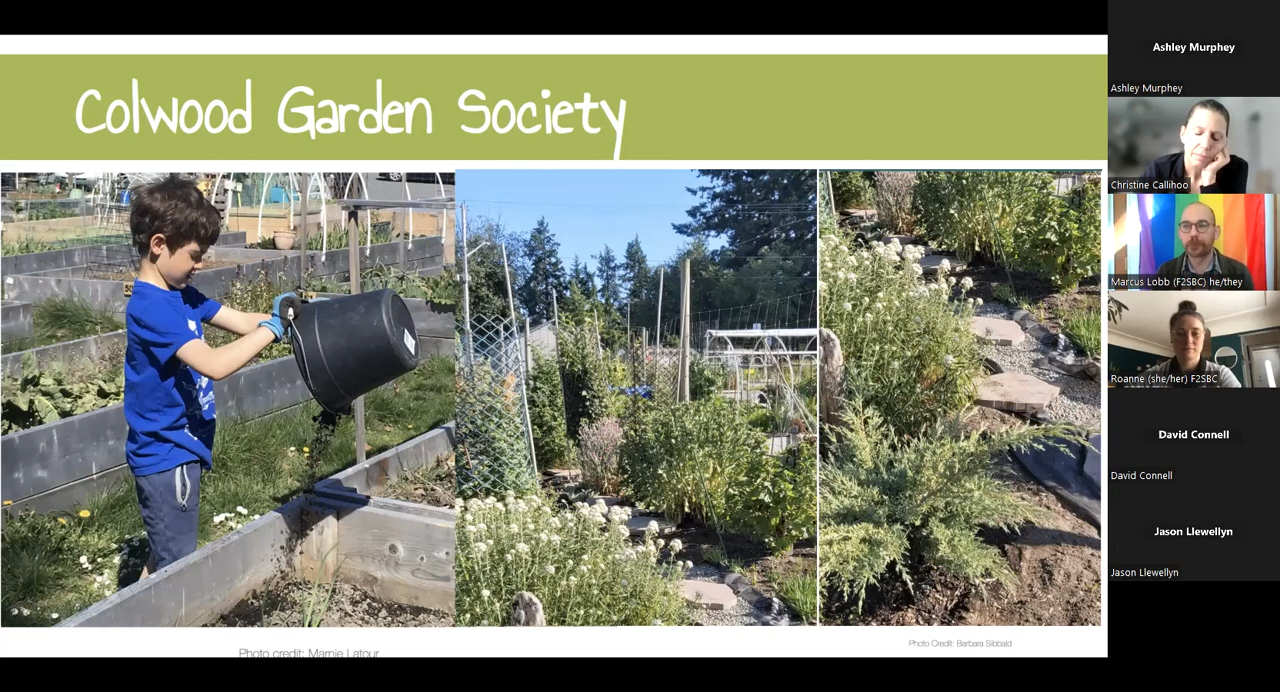 Colwood Garden Society
Photo credit: Marnie Latour
Photo Credit: Barbara Sibbald
Ashley Murphey
Ashley Murphey
Christine Callihoo
Marcus Lobb (F2SBC) he/they
Roanne (she/her) F2SBC
David Connell
David Connell
Jason Llewellyn
Jason Llewellyn